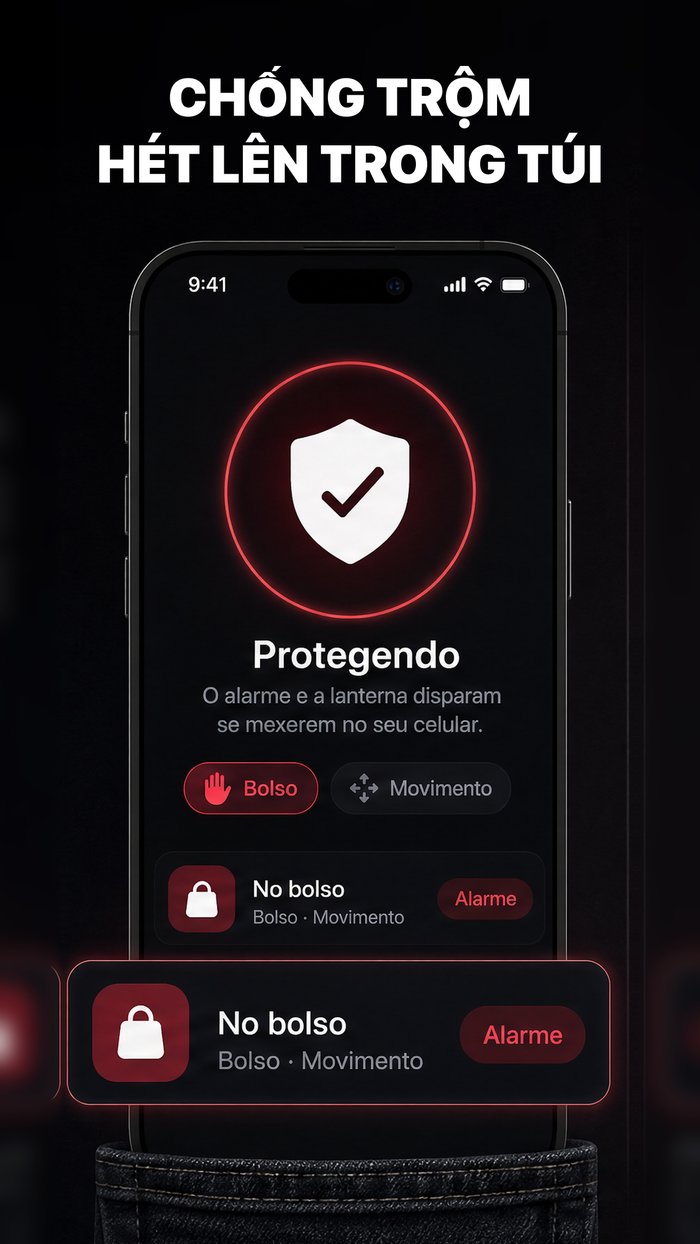 CHỐNG TRỘM
HÉT LÊN TRONG TÚI
9:41
Protegendo
O alarme e a lanterna disparam
se mexerem no seu celular.
Bolso
Movimento
No bolso
Bolso · Movimento
Alarme
No bolso
Bolso · Movimento
Alarme